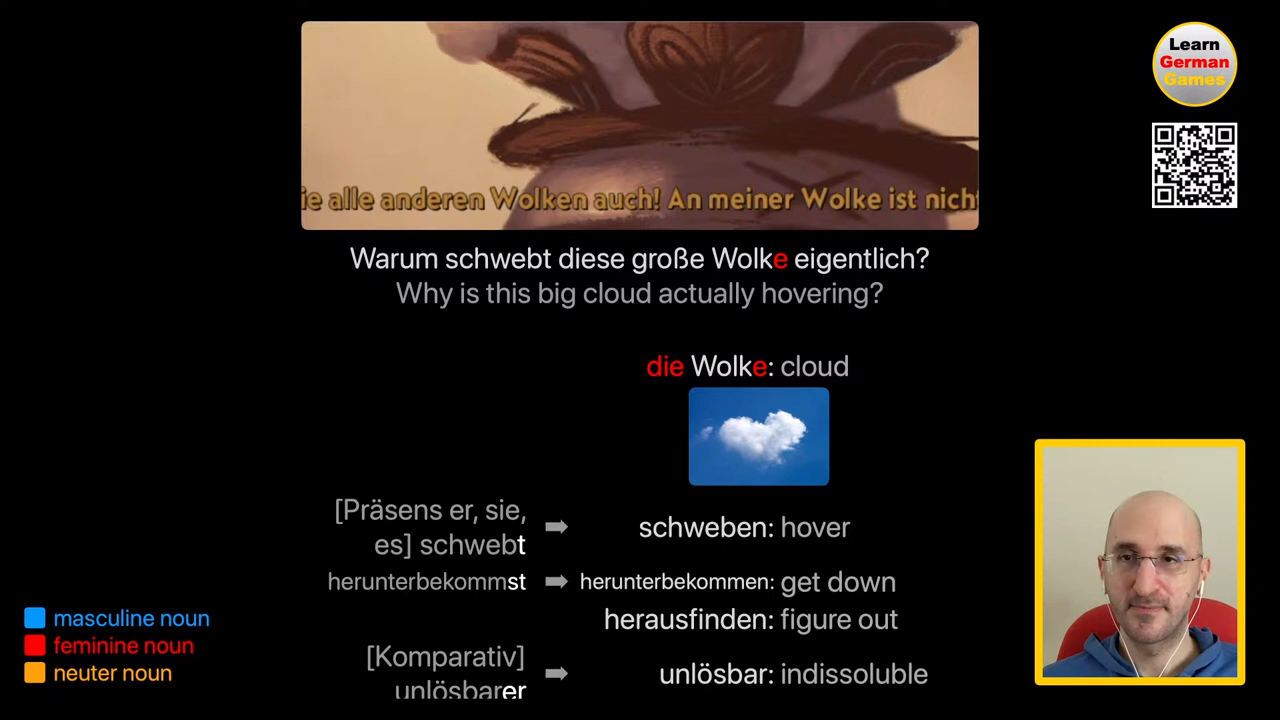 Learn
German
Games
alle anderen Wolken auch! An meiner Wolke ist nicht
Warum schwebt diese große Wolke eigentlich?
Why is this big cloud actually hovering?
die Wolke: cloud
[Präsens er, sie,
es] schwebt ➡ schweben: hover
herunterbekommst ➡ herunterbekommen: get down
herausfinden: figure out
[Komparativ]
unlösbarer ➡ unlösbar: indissoluble
masculine noun
feminine noun
neuter noun